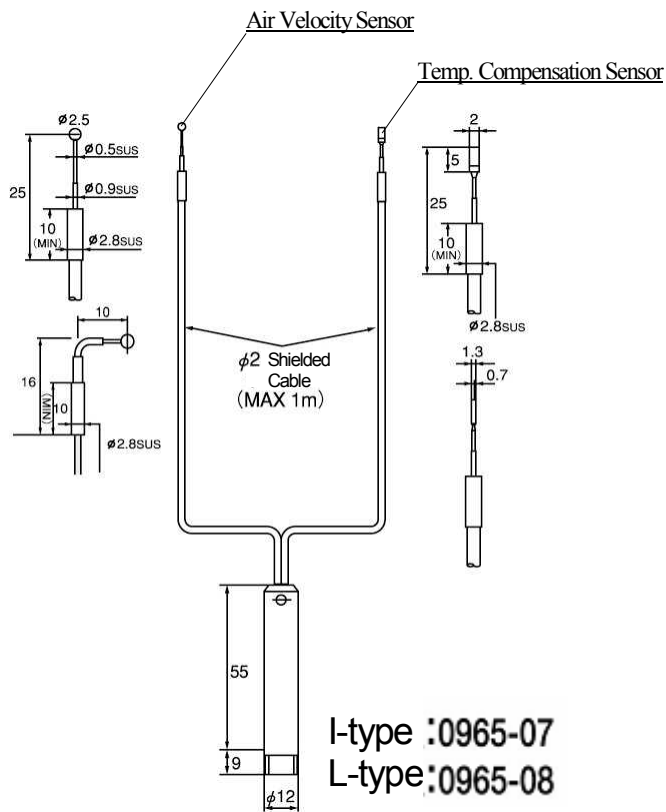 Air Velocity Sensor
Temp. Compensation Sensor
ø2.5
ø0.5SUS
ø0.9SUS
25
10
(MIN)
ø2.8SUS
2
5
25
10
(MIN)
ø2.8SUS
10
16
10
(MIN)
ø2.8SUS
ø2 Shielded
Cable
(MAX 1m)
1.3
0.7
55
9
ø12
I-type :0965-07
L-type:0965-08